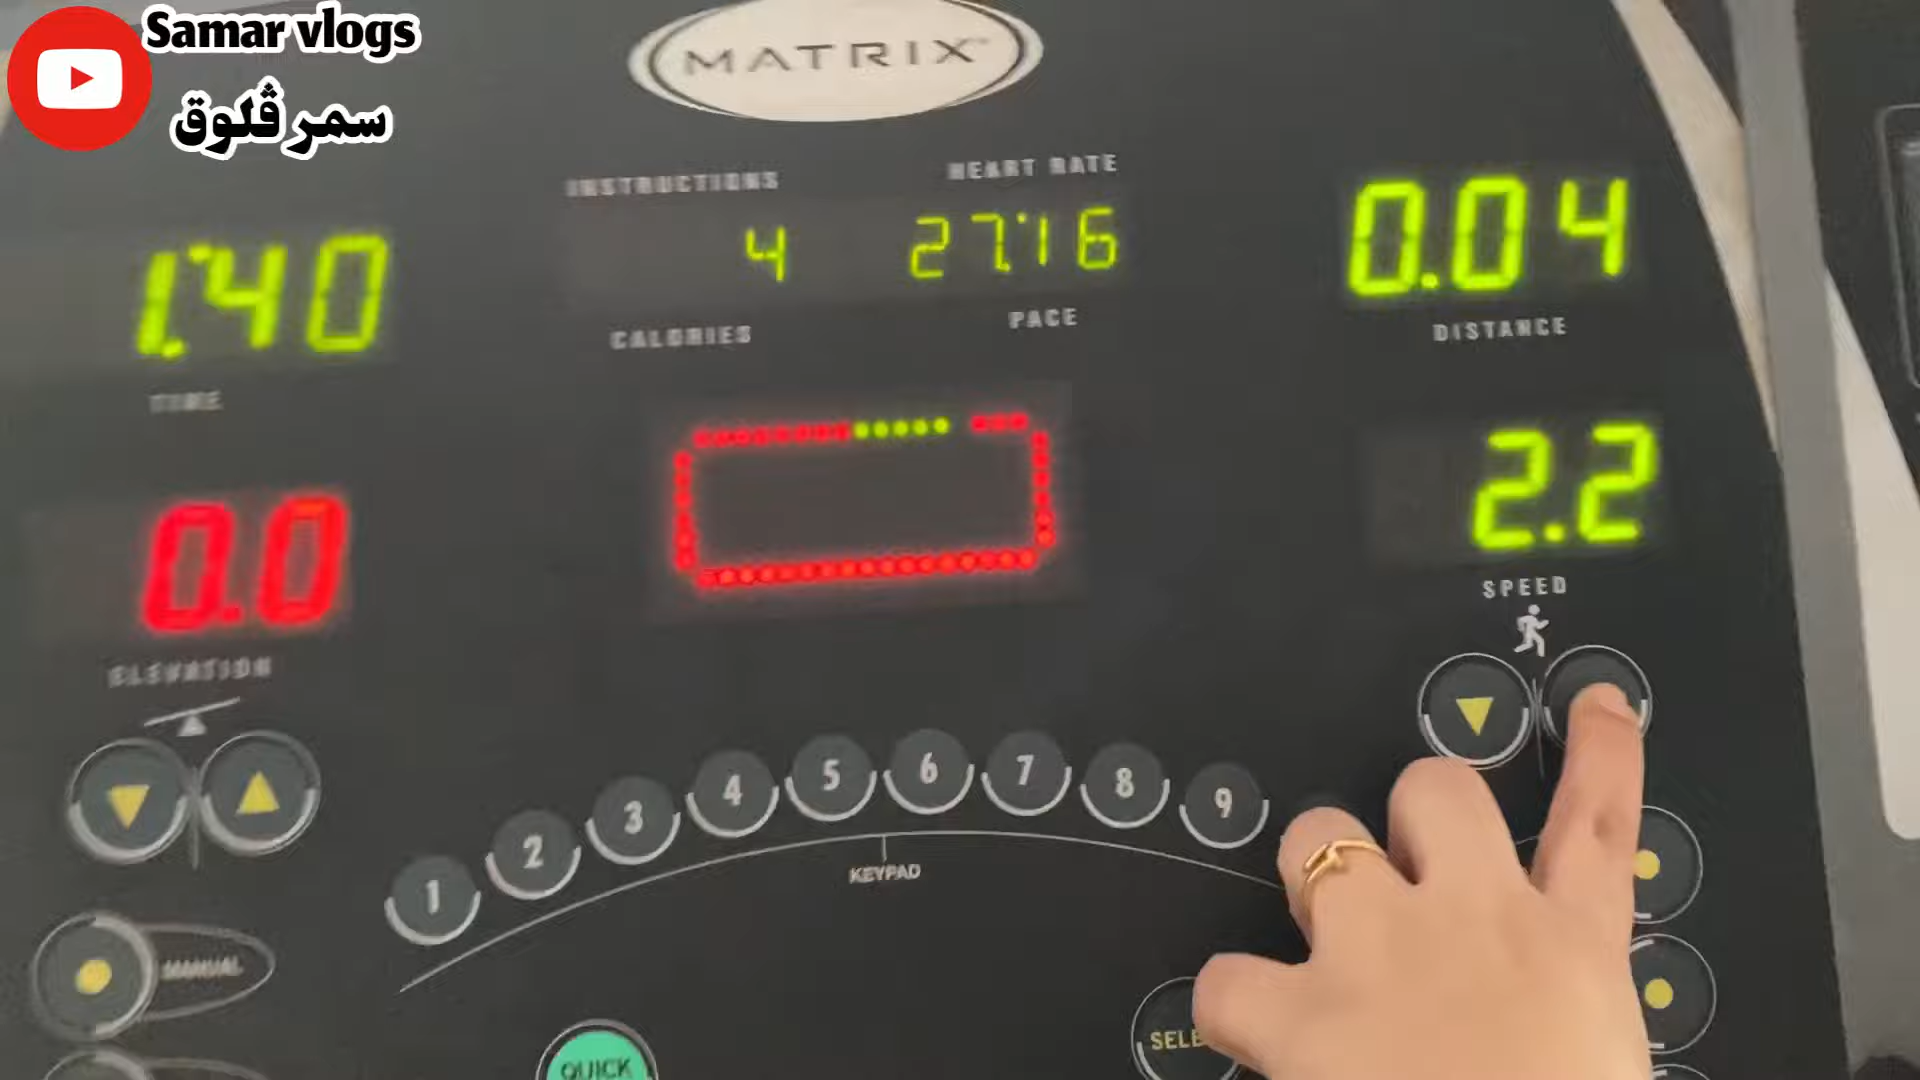 Samar vlogs
سمر ڤلوق
MATRIX
INSTRUCTIONS
HEART RATE
1:40
4
27:16
0.04
TIME
CALORIES
PACE
DISTANCE
0.0
2.2
ELEVATION
SPEED
1 2 3 4 5 6 7 8 9
KEYPAD
MANUAL
QUICK